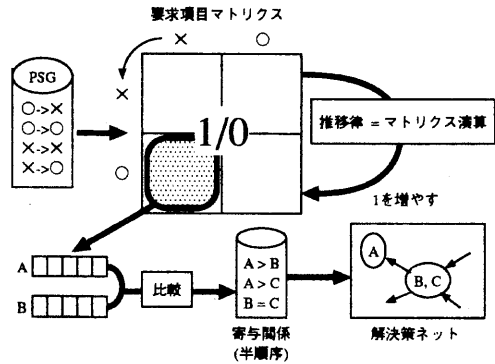 要求項目マトリクス
× ○
PSG
○->×
○->○
×->×
×->○
×
○
1/0
推移律 = マトリクス演算
1を増やす
A
B
比較
A > B
A > C
B = C
寄与関係
(半順序)
A
B, C
解決策ネット